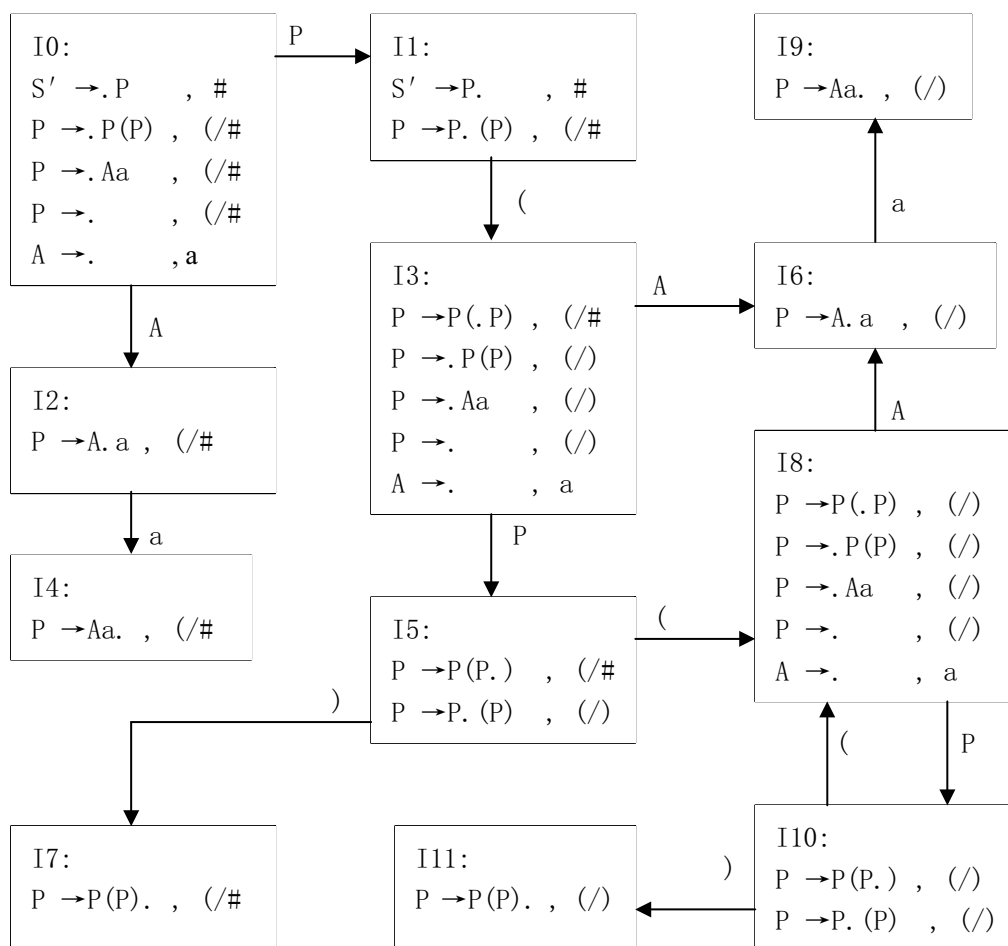 I0:
S′ →.P , #
P →.P(P) , (/#
P →.Aa , (/#
P →. , (/#
A →. ,a
P
I1:
S′ →P. , #
P →P.(P) , (/#
I9:
P →Aa. , (/)
(
a
A
I3:
P →P(.P) , (/#
P →.P(P) , (/)
P →.Aa , (/)
P →. , (/)
A →. , a
A
I6:
P →A.a , (/)
I2:
P →A.a , (/#
A
a
P
I8:
P →P(.P) , (/)
P →.P(P) , (/)
P →.Aa , (/)
P →. , (/)
A →. , a
I4:
P →Aa. , (/#
I5:
P →P(P.) , (/#
P →P.(P) , (/)
(
)
(
P
I7:
P →P(P). , (/#
I11:
P →P(P). , (/)
)
I10:
P →P(P.) , (/)
P →P.(P) , (/)